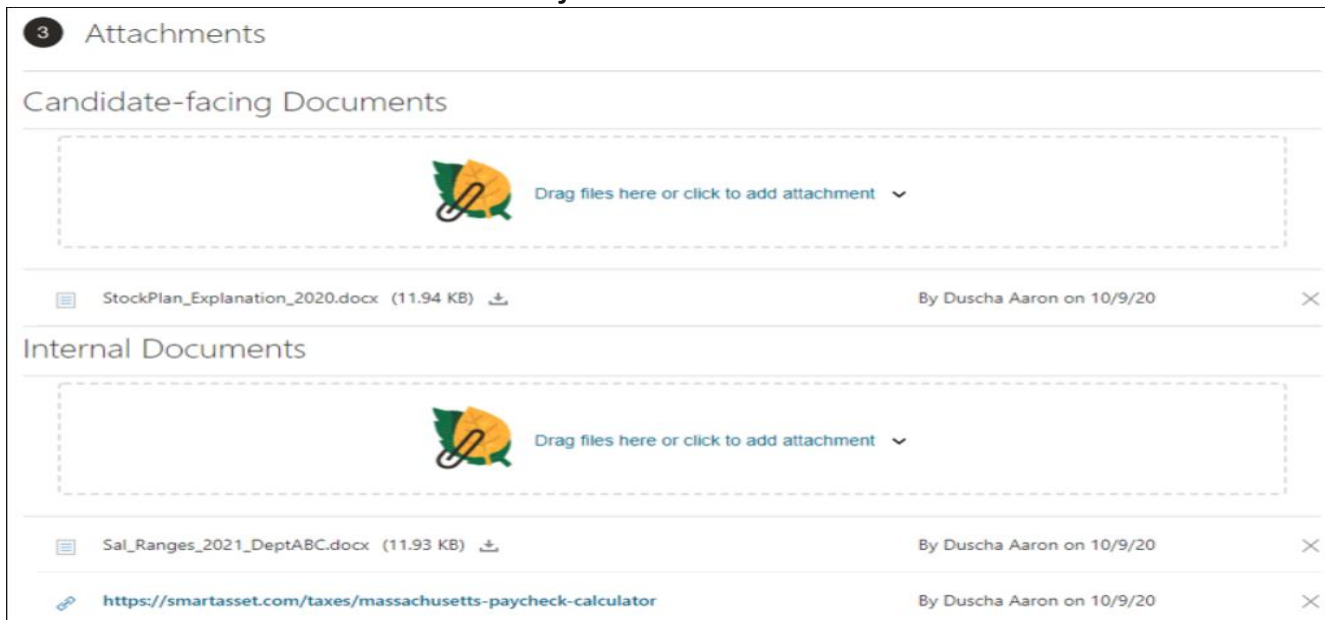 3 Attachments
Candidate-facing Documents
Drag files here or click to add attachment
StockPlan_Explanation_2020.docx (11.94 KB) By Duscha Aaron on 10/9/20
Internal Documents
Drag files here or click to add attachment
Sal_Ranges_2021_DeptABC.docx (11.93 KB) By Duscha Aaron on 10/9/20
https://smartasset.com/taxes/massachusetts-paycheck-calculator By Duscha Aaron on 10/9/20